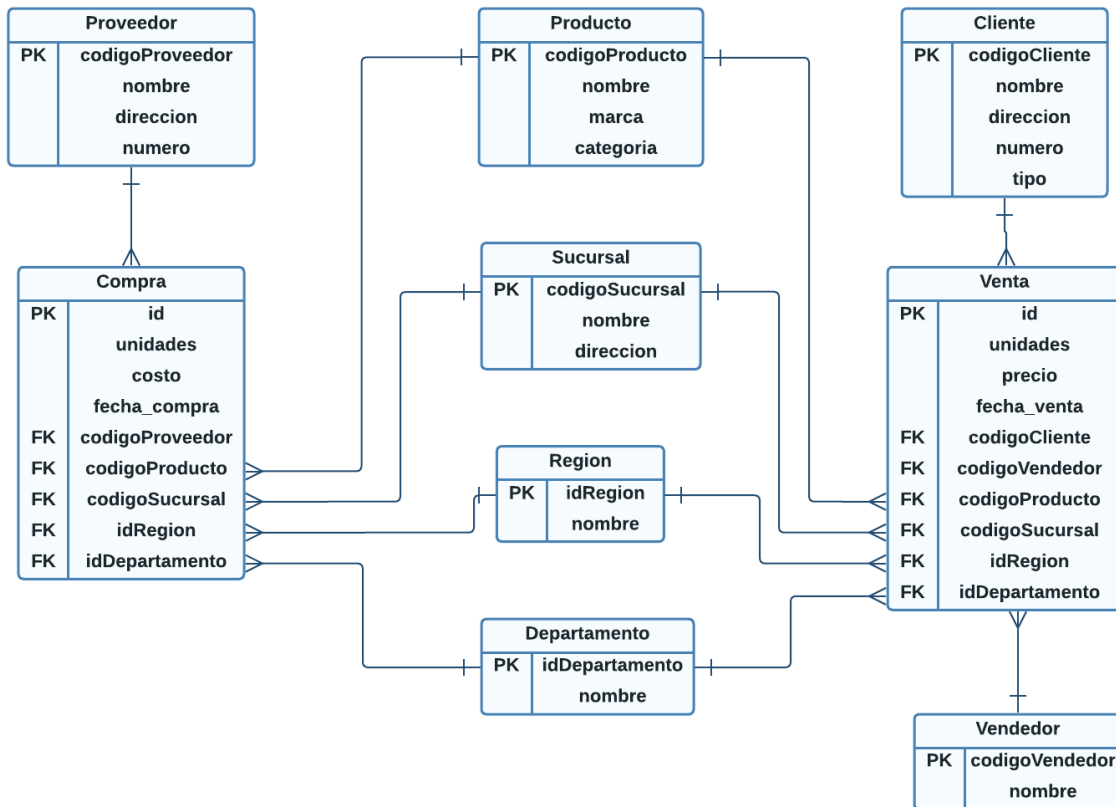 Proveedor
PK codigoProveedor
nombre
direccion
numero
Producto
PK codigoProducto
nombre
marca
categoria
Cliente
PK codigoCliente
nombre
direccion
numero
tipo
Compra
PK id
unidades
costo
fecha_compra
FK codigoProveedor
FK codigoProducto
FK codigoSucursal
FK idRegion
FK idDepartamento
Sucursal
PK codigoSucursal
nombre
direccion
Region
PK idRegion
nombre
Departamento
PK idDepartamento
nombre
Venta
PK id
unidades
precio
fecha_venta
FK codigoCliente
FK codigoVendedor
FK codigoProducto
FK codigoSucursal
FK idRegion
FK idDepartamento
Vendedor
PK codigoVendedor
nombre